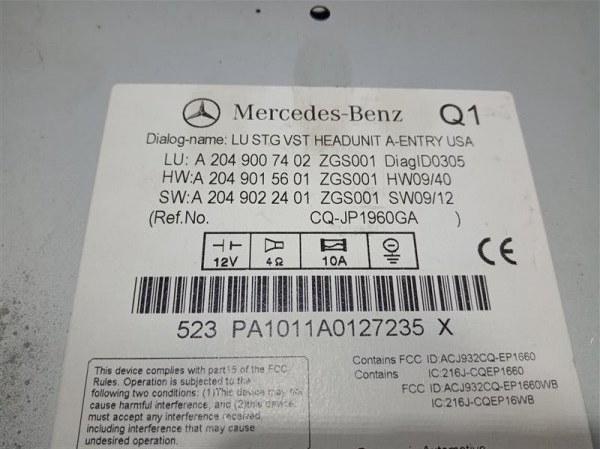 Mercedes-Benz Q1
Dialog-name: LU STG VST HEADUNIT A-ENTRY USA
LU: A 204 900 74 02 ZGS001 DiagID0305
HW: A 204 901 56 01 ZGS001 HW09/40
SW: A 204 902 24 01 ZGS001 SW09/12
(Ref.No. CQ-JP1960GA )
12V 4Ω 10A
CE
523 PA1011A0127235 X
This device complies with part15 of the FCC
Rules. Operation is subjected to the
following two conditions: (1)This device may not
cause harmful interference, and (2)this device
must accept any interference received,
including interference that may cause
undesired operation.
Contains FCC ID:ACJ932CQ-EP1660
Contains IC:216J-CQEP1660
FCC ID:ACJ932CQ-EP1660WB
IC:216J-CQEP16WB
Automotive